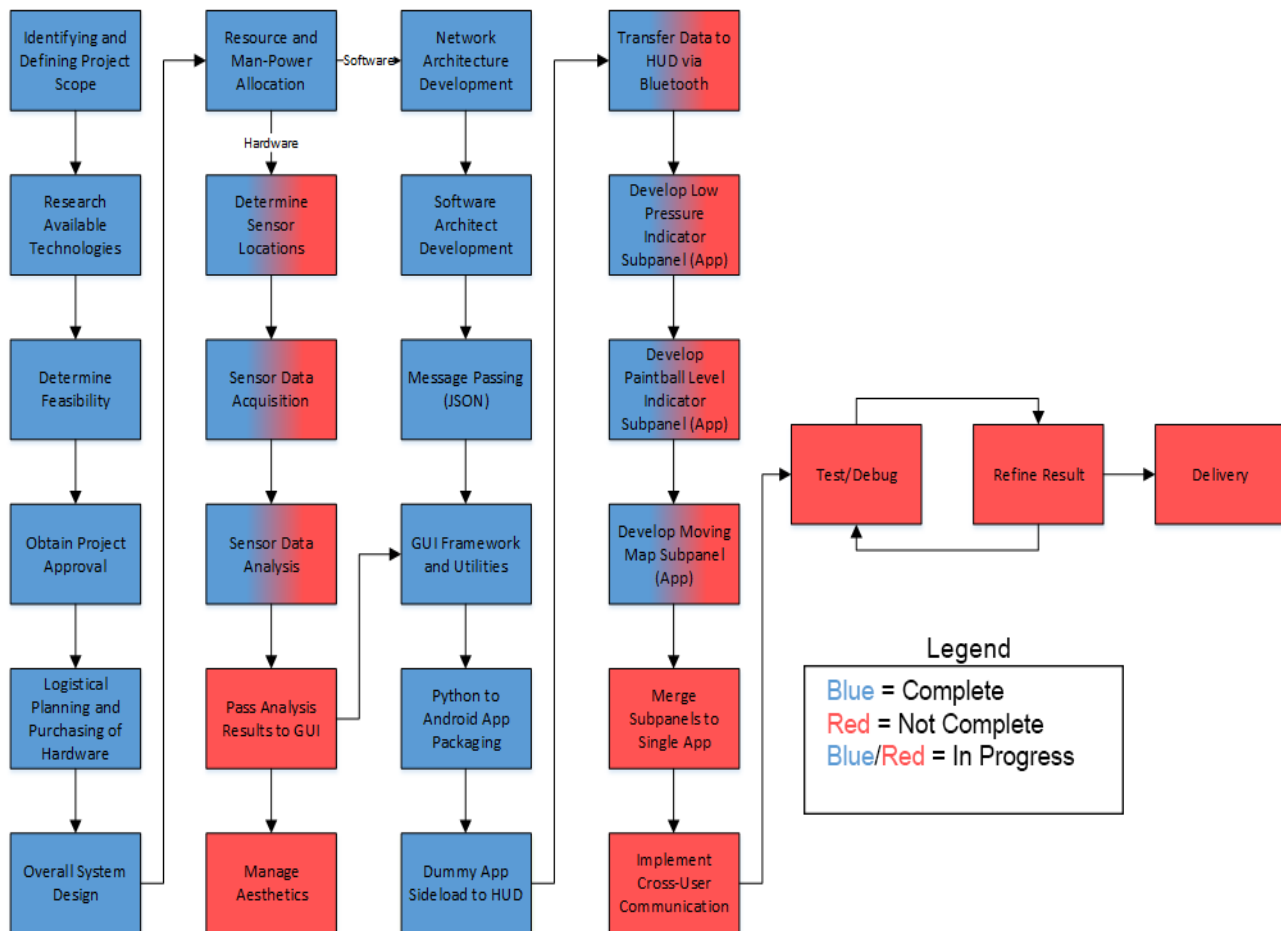 Identifying and
Defining Project
Scope
Resource and
Man-Power
Allocation
Software
Network
Architecture
Development
Transfer Data to
HUD via
Bluetooth
Hardware
Research
Available
Technologies
Determine
Sensor
Locations
Software
Architect
Development
Develop Low
Pressure
Indicator
Subpanel (App)
Determine
Feasibility
Sensor Data
Acquisition
Message Passing
(JSON)
Develop
Paintball Level
Indicator
Subpanel (App)
Test/Debug
Refine Result
Delivery
Obtain Project
Approval
Sensor Data
Analysis
GUI Framework
and Utilities
Develop Moving
Map Subpanel
(App)
Logistical
Planning and
Purchasing of
Hardware
Pass Analysis
Results to GUI
Python to
Android App
Packaging
Merge
Subpanels to
Single App
Legend
Blue = Complete
Red = Not Complete
Blue/Red = In Progress
Overall System
Design
Manage
Aesthetics
Dummy App
Sideload to HUD
Implement
Cross-User
Communication